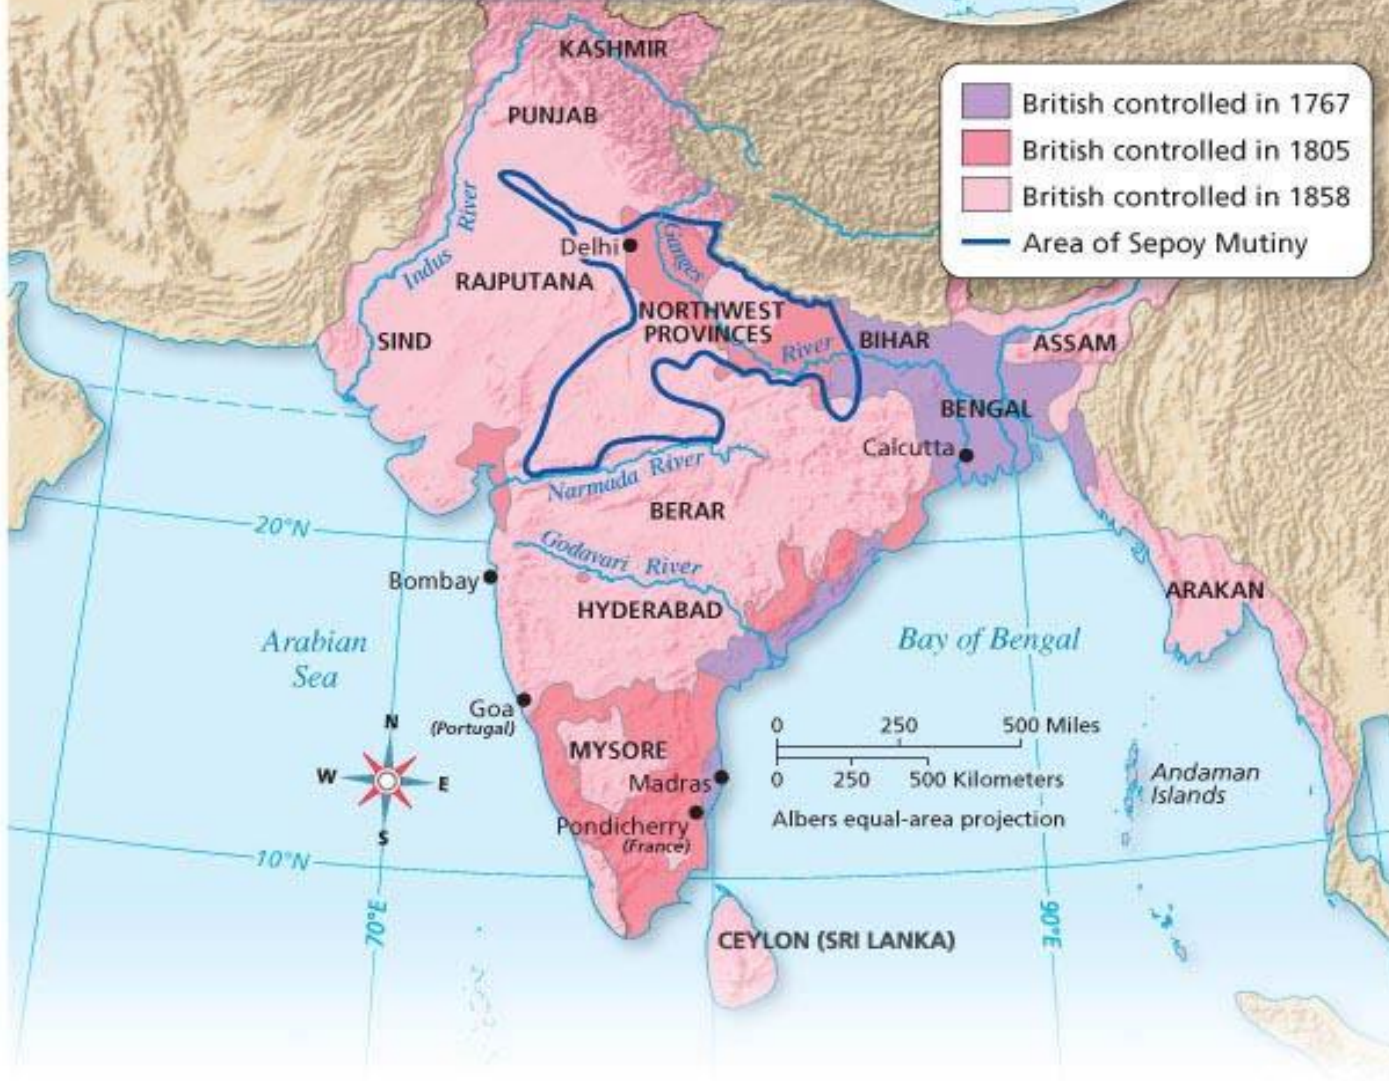 KASHMIR
PUNJAB
British controlled in 1767
British controlled in 1805
British controlled in 1858
Area of Sepoy Mutiny
Indus River
Delhi
Ganges
RAJPUTANA
NORTHWEST
PROVINCES
River
BIHAR
SIND
ASSAM
BENGAL
Calcutta
Narmada River
BERAR
20°N
Godavari River
Bombay
HYDERABAD
ARAKAN
Arabian
Sea
Bay of Bengal
Goa
(Portugal)
N
W
E
S
MYSORE
Madras
Pondicherry
(France)
0 250 500 Miles
0 250 500 Kilometers
Albers equal-area projection
Andaman
Islands
10°N
70°E
90°E
CEYLON (SRI LANKA)